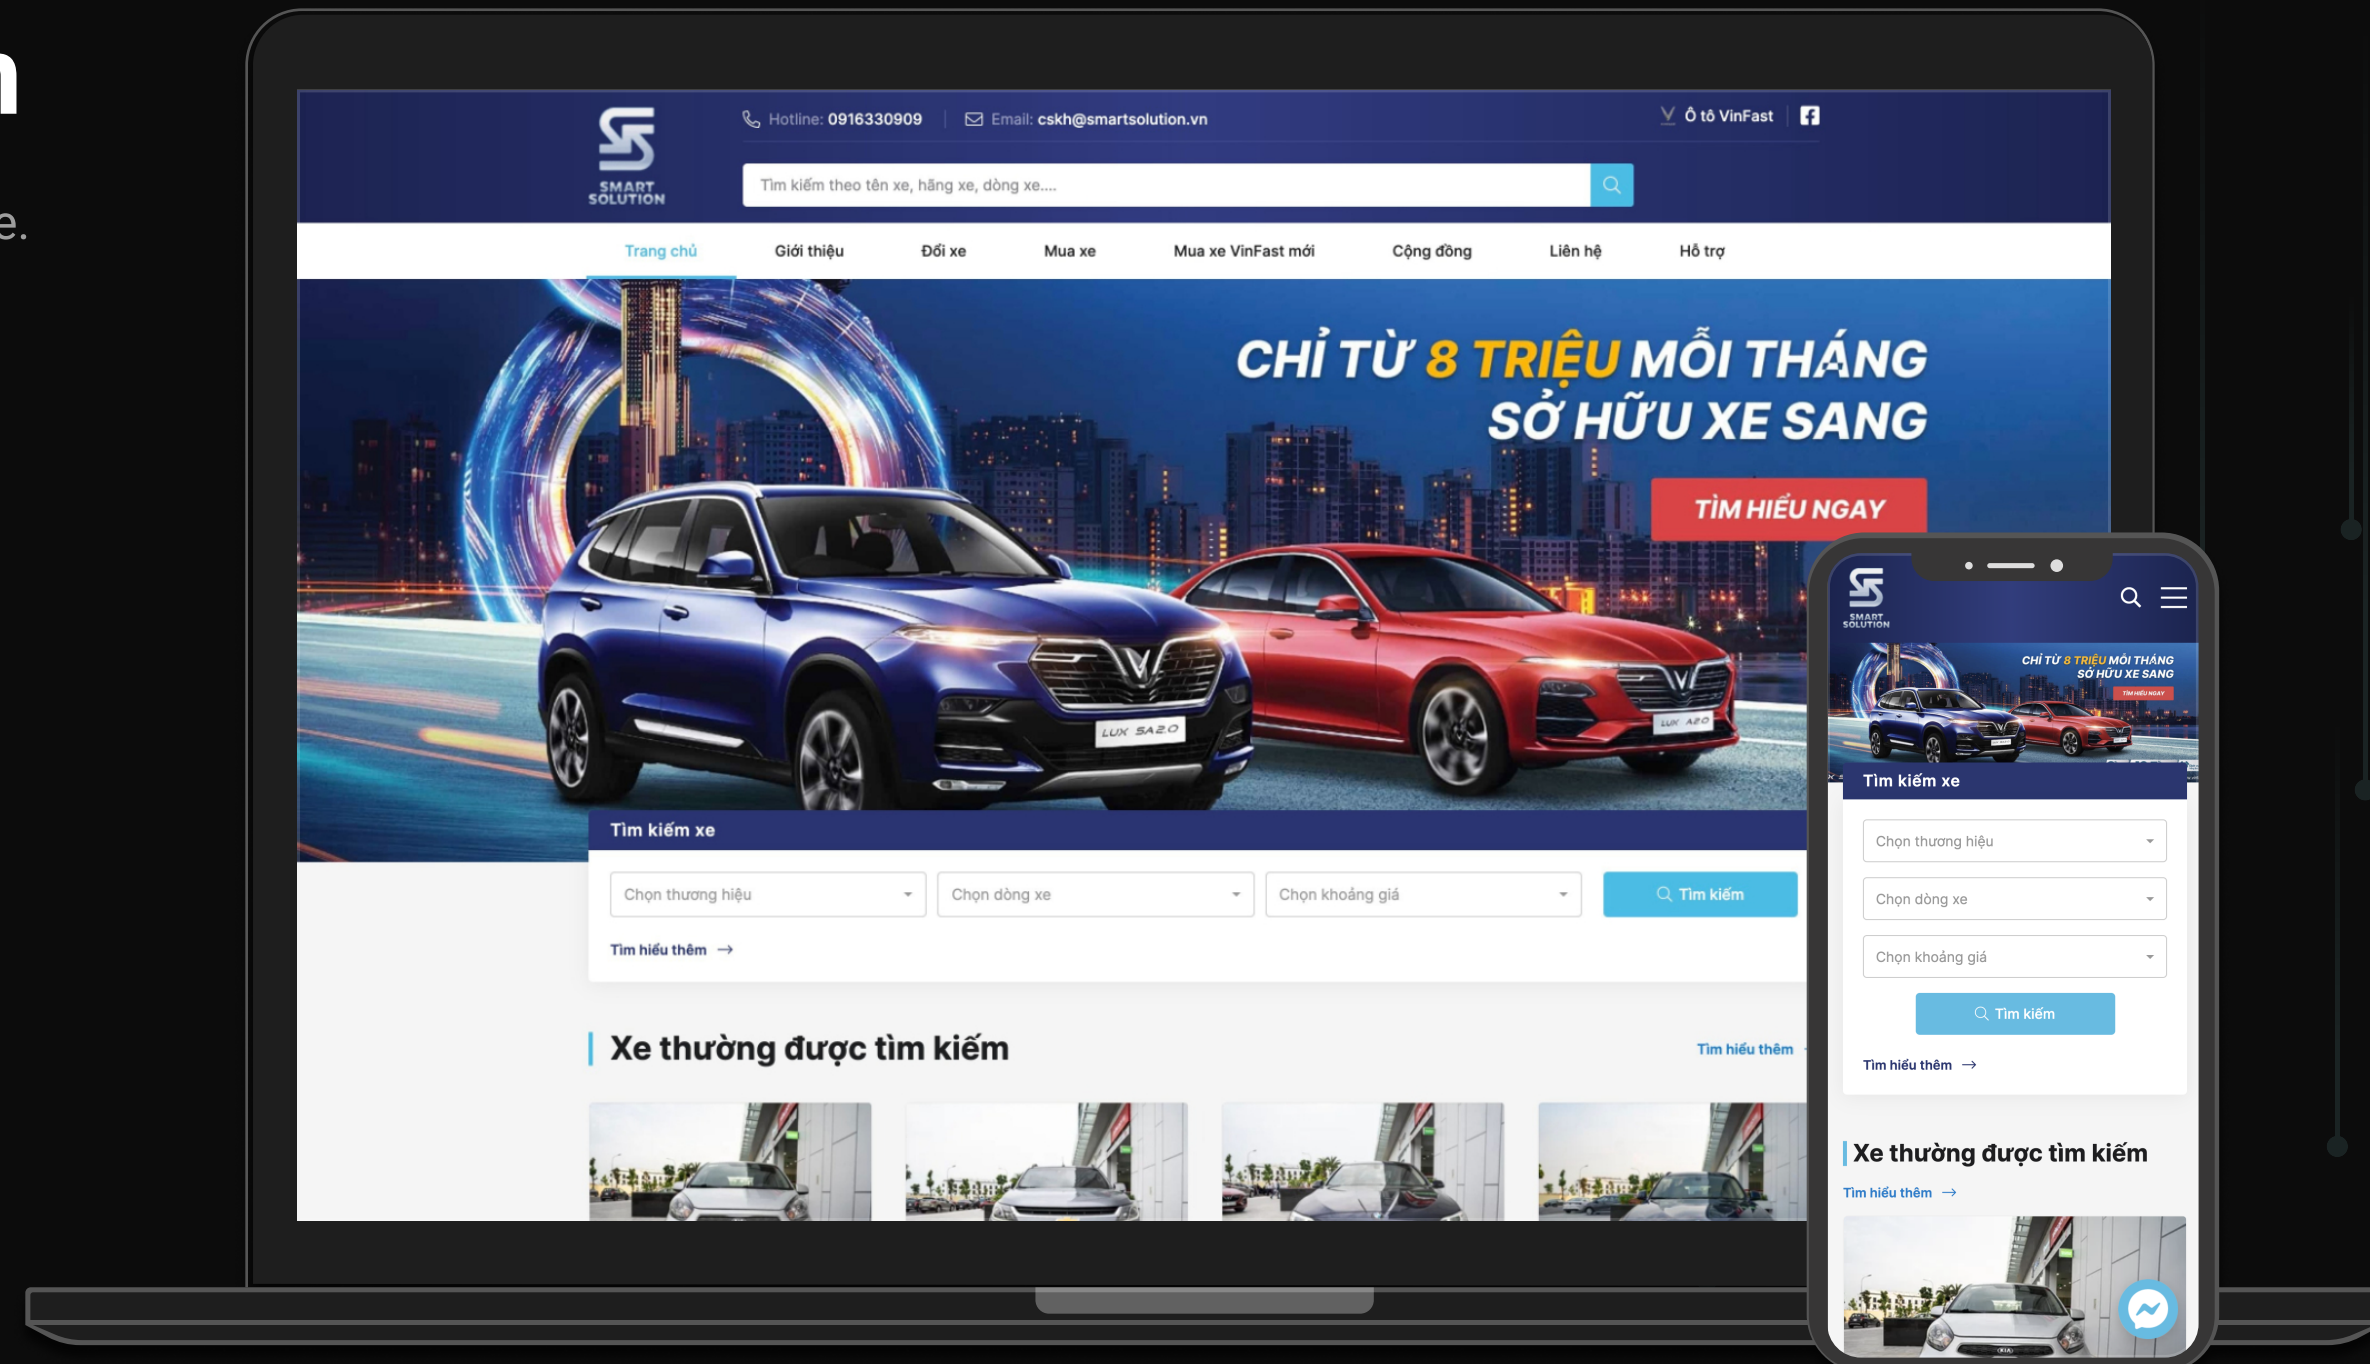 e.
SMART
SOLUTION
Hotline: 0916330909
Email: cskh@smartsolution.vn
Ô tô VinFast
Tìm kiếm theo tên xe, hãng xe, dòng xe....
Trang chủ Giới thiệu Đổi xe Mua xe Mua xe VinFast mới Cộng đồng Liên hệ Hỗ trợ
CHỈ TỪ 8 TRIỆU MỖI THÁNG
SỞ HỮU XE SANG
TÌM HIỂU NGAY
LUX SA2.0
LUX A2.0
Tìm kiếm xe
Chọn thương hiệu
Chọn dòng xe
Chọn khoảng giá
Tìm kiếm
Tìm hiểu thêm
Xe thường được tìm kiếm
Tìm hiểu thêm
SMART
SOLUTION
CHỈ TỪ 8 TRIỆU MỖI THÁNG
SỞ HỮU XE SANG
TÌM HIỂU NGAY
Tìm kiếm xe
Chọn thương hiệu
Chọn dòng xe
Chọn khoảng giá
Tìm kiếm
Tìm hiểu thêm
Xe thường được tìm kiếm
Tìm hiểu thêm
KIA